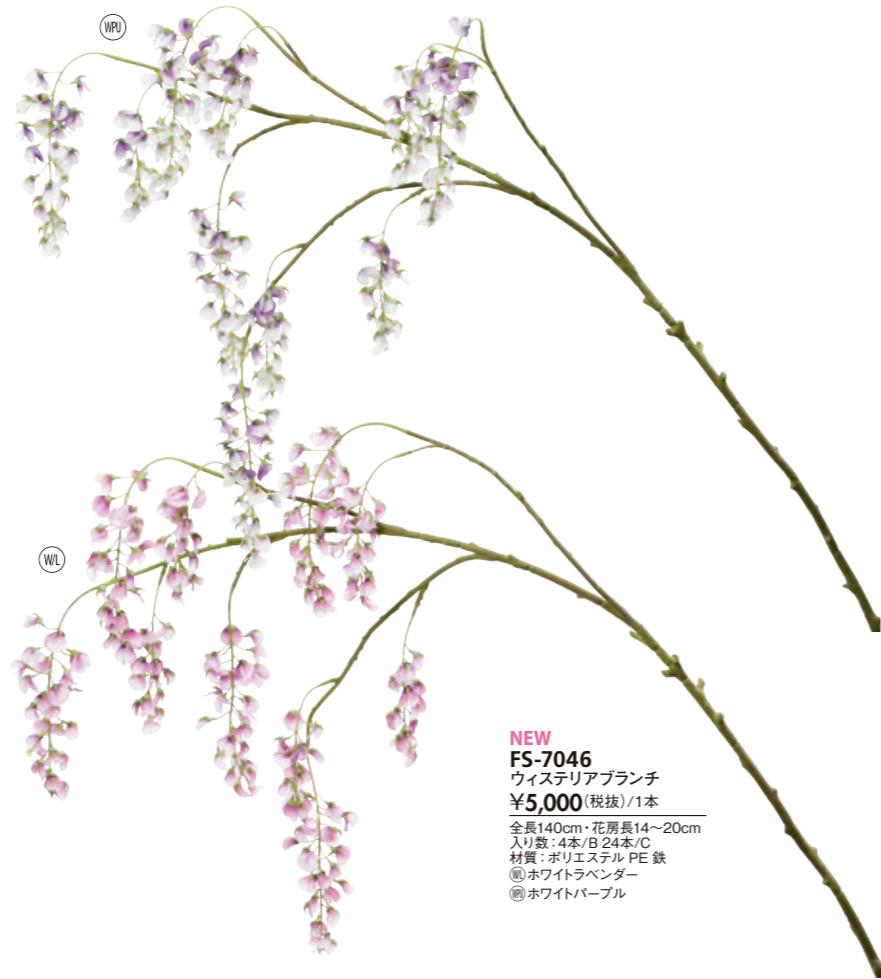 WPU
W/L
NEW
FS-7046
ウィステリアブランチ
¥5,000(税抜)/1本
全長140cm・花房長14〜20cm
入り数:4本/B 24本/C
材質:ポリエステル PE 鉄
W/L ホワイトラベンダー
WPU ホワイトパープル